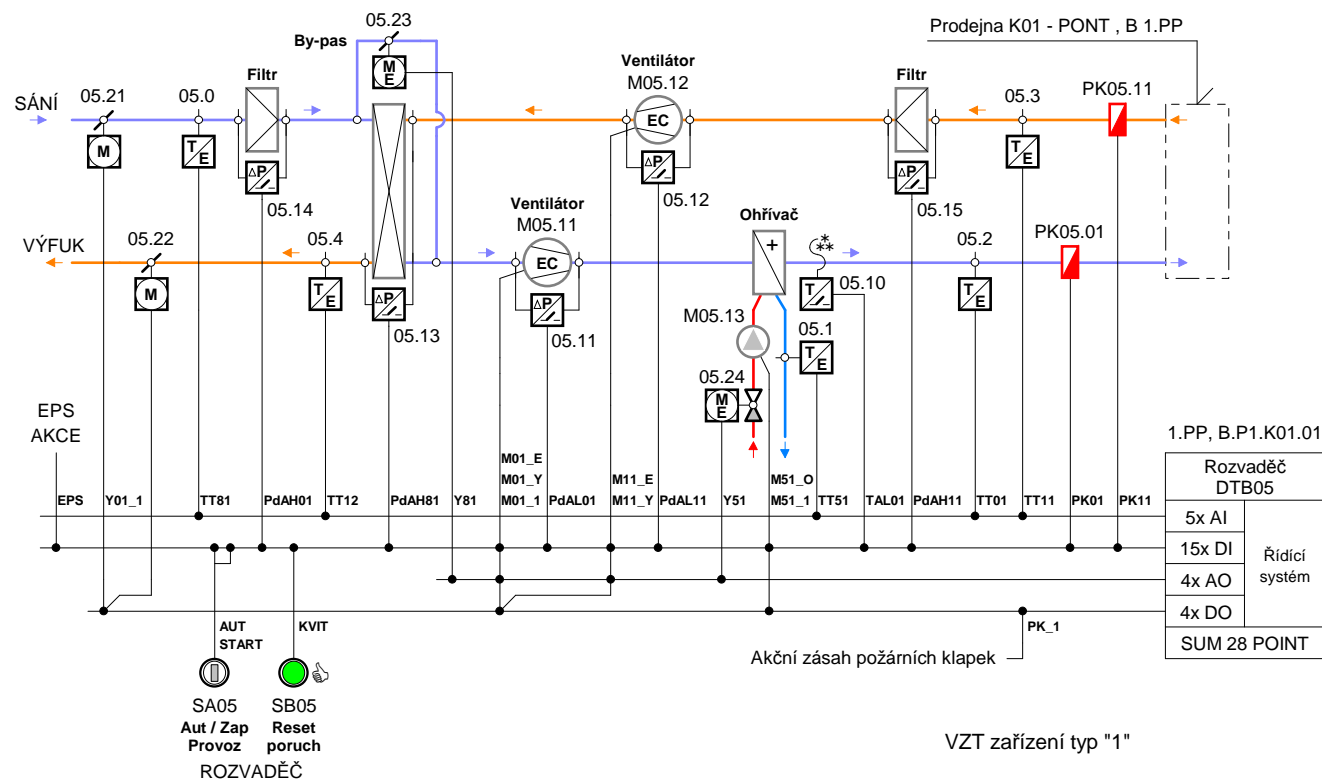 05.23
Prodejna K01 - PONT , B 1.PP
By-pas
M
E
Ventilátor
M05.12
Filtr
Filtr
PK05.11
SÁNÍ
05.21
05.0
05.3
EC
M
T
E
T
E
ΔP
ΔP
ΔP
05.14
05.12
05.15
Ventilátor
M05.11
Ohřívač
VÝFUK
05.22
05.4
05.2
PK05.01
EC
+
M
T
E
ΔP
ΔP
T
T
E
05.13
05.11
05.10
M05.13
05.1
T
E
05.24
M
E
EPS
AKCE
1.PP, B.P1.K01.01
Rozvaděč
DTB05
M01_E
M01_Y
M01_1
M11_E
M11_Y
M51_O
M51_1
EPS
Y01_1
TT81
PdAH01
TT12
PdAH81
Y81
PdAL01
PdAL11
Y51
TT51
TAL01
PdAH11
TT01
TT11
PK01
PK11
5x AI
15x DI
4x AO
4x DO
Řídící
systém
SUM 28 POINT
AUT
START
KVIT
PK_1
Akční zásah požárních klapek
SA05
Aut / Zap
Provoz
SB05
Reset
poruch
ROZVADĚČ
VZT zařízení typ "1"